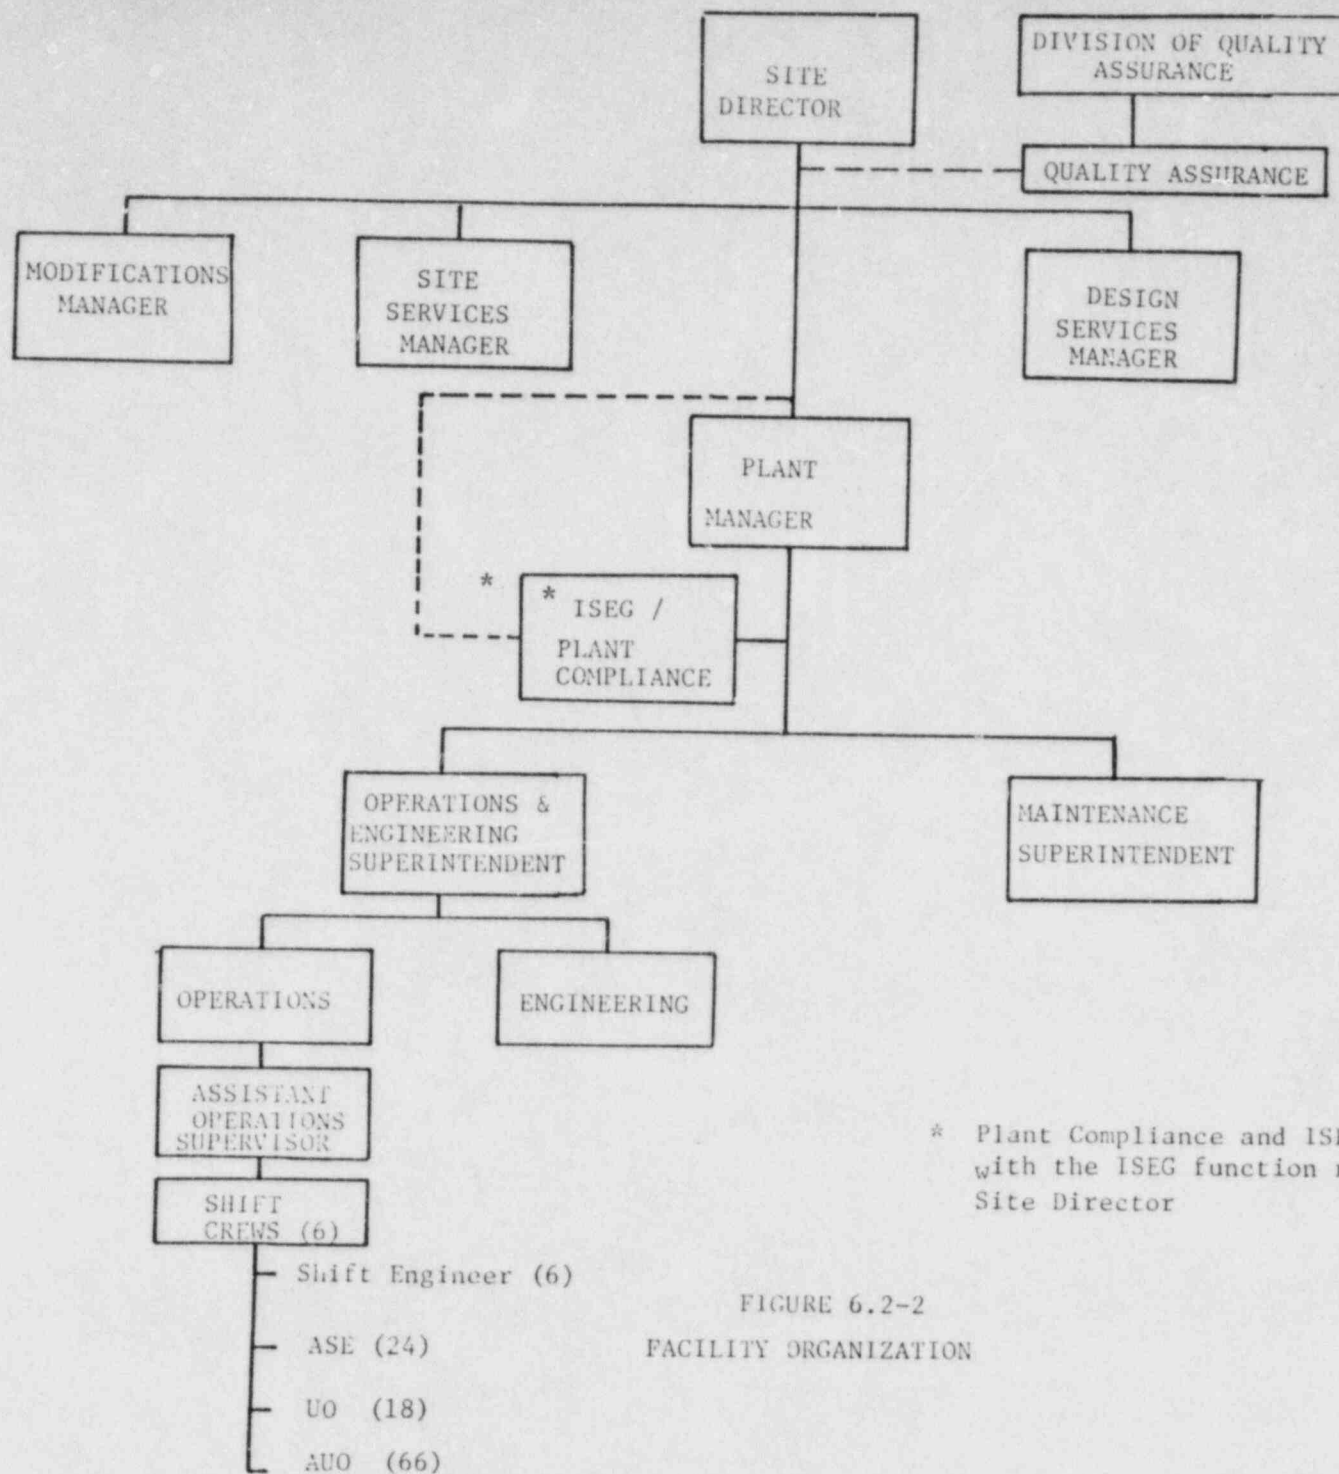 SITE
DIRECTOR
DIVISION OF QUALITY
ASSURANCE
QUALITY ASSURANCE
MODIFICATIONS
MANAGER
SITE
SERVICES
MANAGER
DESIGN
SERVICES
MANAGER
PLANT
MANAGER
*
* ISEG /
PLANT
COMPLIANCE
OPERATIONS &
ENGINEERING
SUPERINTENDENT
MAINTENANCE
SUPERINTENDENT
OPERATIONS
ENGINEERING
ASSISTANT
OPERATIONS
SUPERVISOR
SHIFT
CREWS (6)
* Plant Compliance and
with the ISEG function
Site Director
Shift Engineer (6)
ASE (24)
UO (18)
AUO (66)
FIGURE 6.2-2
FACILITY ORGANIZATION